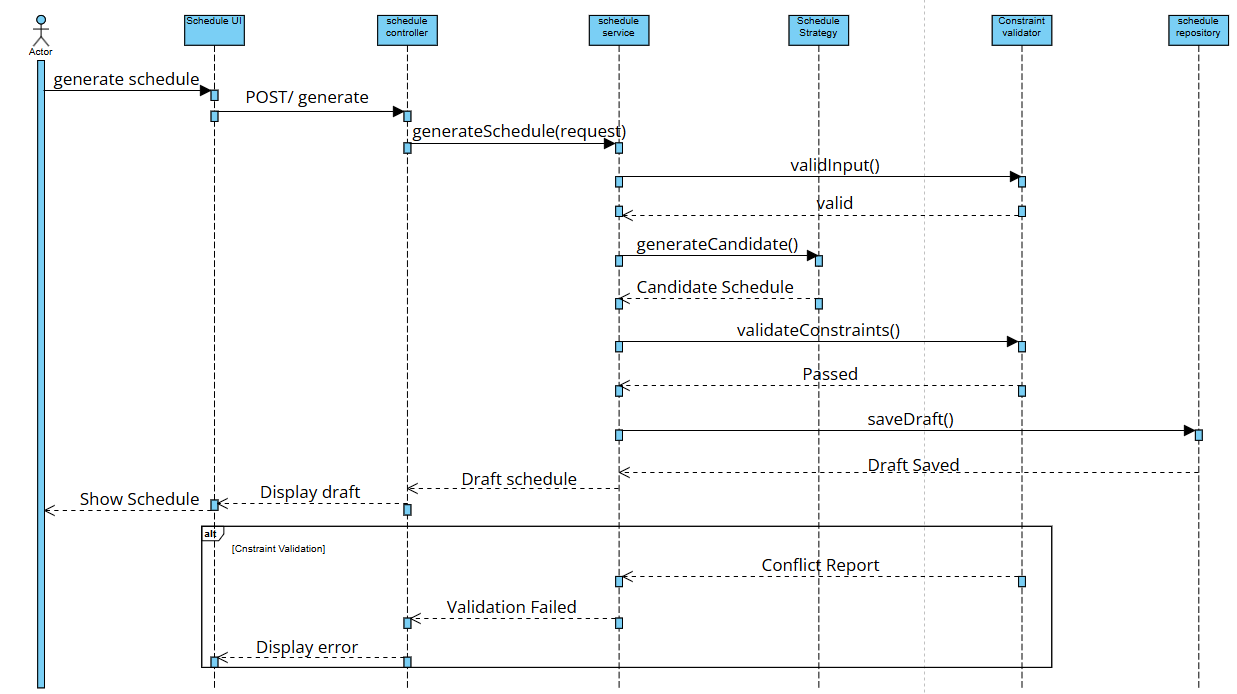 Schedule UI
schedule
controller
schedule
service
Schedule
Strategy
Constraint
validator
schedule
repository
Actor
generate schedule
POST/ generate
generateSchedule(request)
validInput()
valid
generateCandidate()
Candidate Schedule
validateConstraints()
Passed
saveDraft()
Draft Saved
Draft schedule
Display draft
Show Schedule
alt
[Cnstraint Validation]
Conflict Report
Validation Failed
Display error